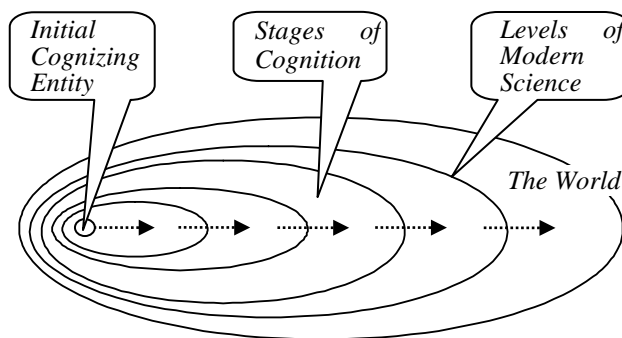 Initial
Cognizing
Entity
Stages of
Cognition
Levels of
Modern
Science
The World